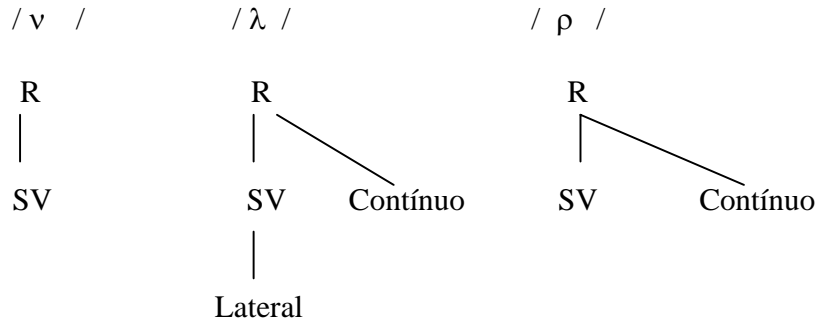 / ν / / λ / / ρ /
R R R
SV SV Contínuo SV Contínuo
Lateral